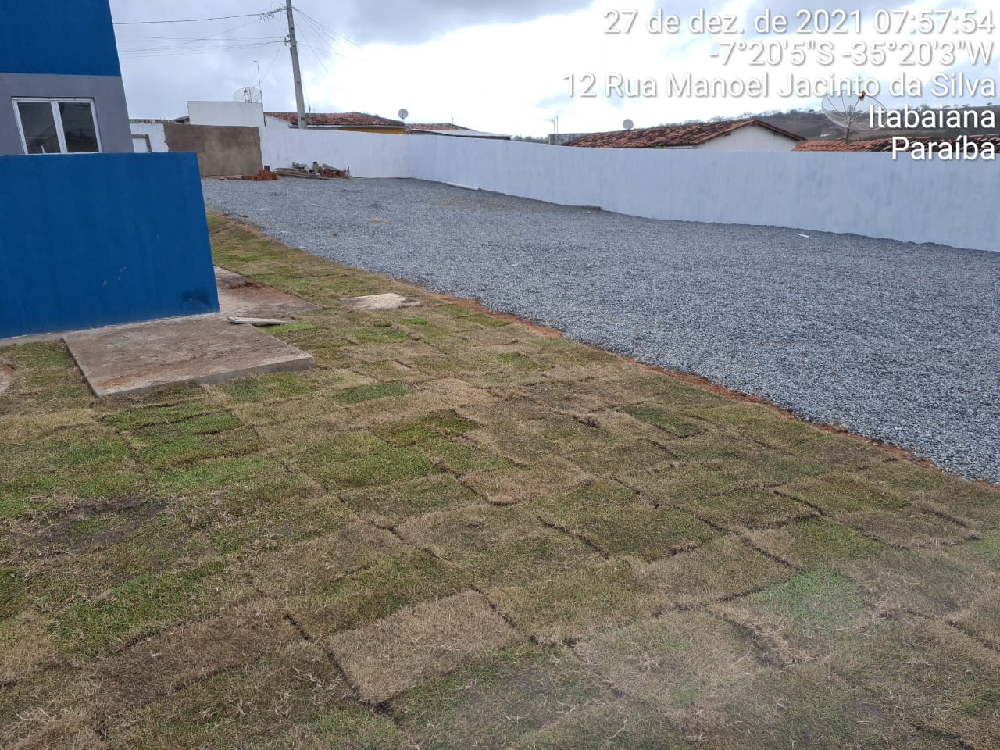 27 de dez. de 2021 07:57:54
-7°20'5"S -35°20'3"W
12 Rua Manoel Jacinto da Silva
Itabaiana
Paraíba